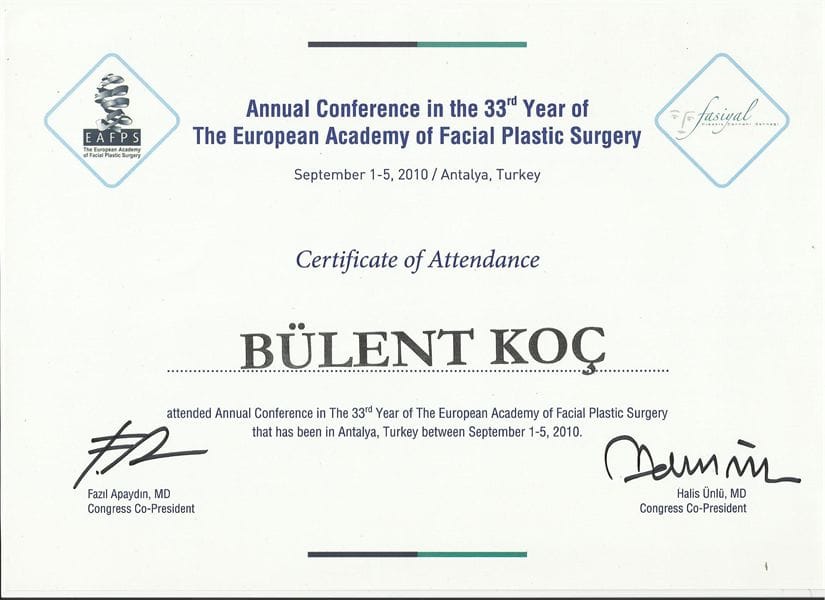 Annual Conference in the 33rd Year of
The European Academy of Facial Plastic Surgery
September 1-5, 2010 / Antalya, Turkey
EAFPS
The European Academy
of Facial Plastic Surgery
fasiyal
Certificate of Attendance
BÜLENT KOÇ
attended Annual Conference in The 33rd Year of The European Academy of Facial Plastic Surgery
that has been in Antalya, Turkey between September 1-5, 2010.
Fazıl Apaydın, MD
Congress Co-President
Halis Ünlü, MD
Congress Co-President